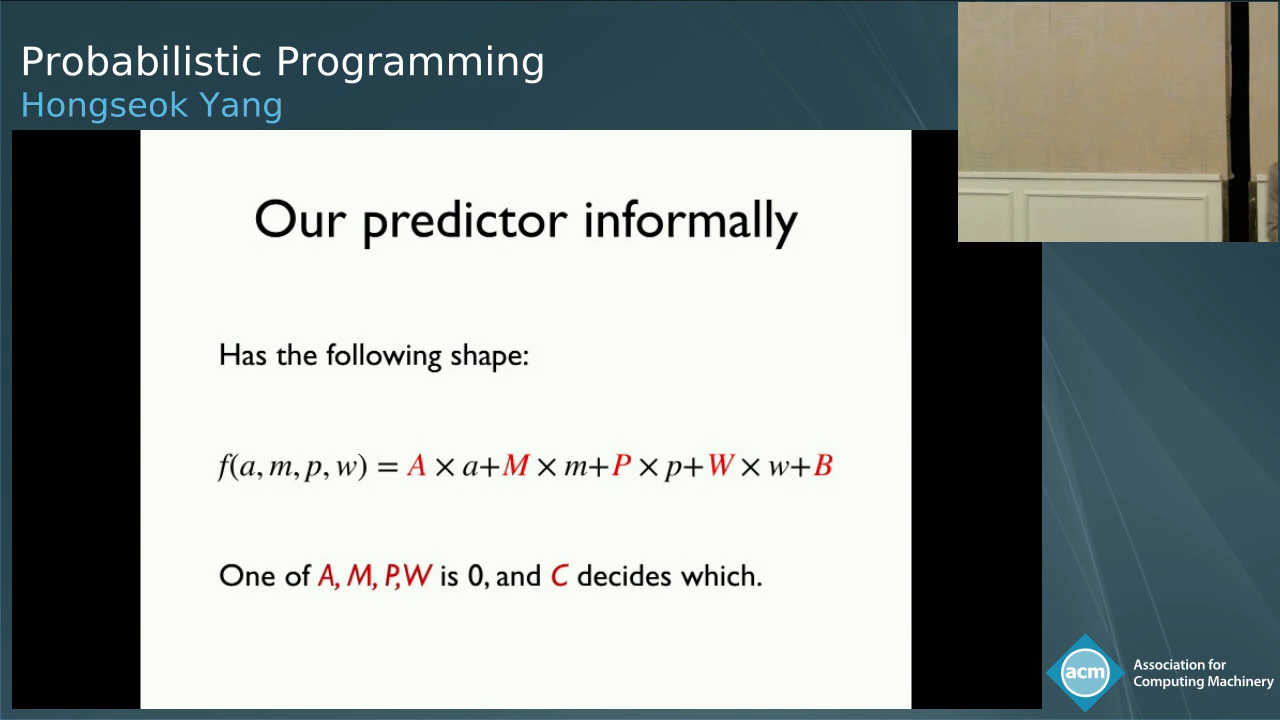 Probabilistic Programming
Hongseok Yang
Our predictor informally
Has the following shape:
f(a, m, p, w) = A × a+M × m+P × p+W × w+B
One of A, M, P,W is 0, and C decides which.
acm
Association for
Computing Machinery